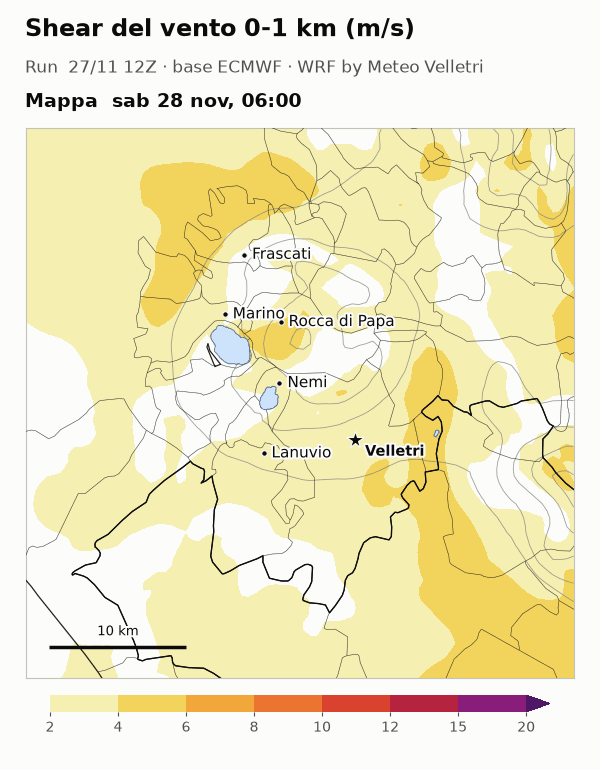 Shear del vento 0-1 km (m/s)
Run  27/11 12Z · base ECMWF · WRF by Meteo Velletri
Mappa  sab 28 nov, 06:00
Frascati
Marino
Rocca di Papa
Nemi
Velletri
Lanuvio
10 km
2 4 6 8 10 12 15 20